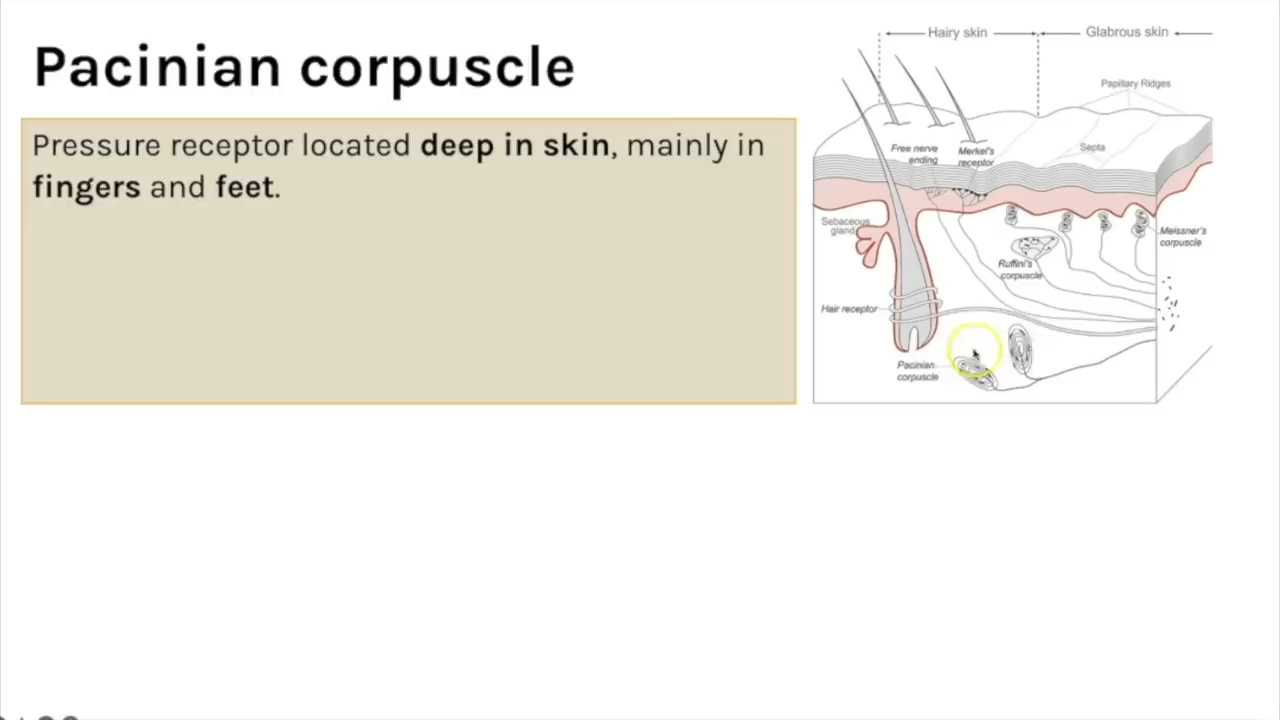 Pacinian corpuscle
Pressure receptor located deep in skin, mainly in
fingers and feet.
Hairy skin
Glabrous skin
Papillary Ridges
Free nerve
ending
Merkel's
receptor
Septa
Sebaceous
gland
Meissner's
corpuscle
Ruffini's
corpuscle
Hair receptor
Pacinian
corpuscle